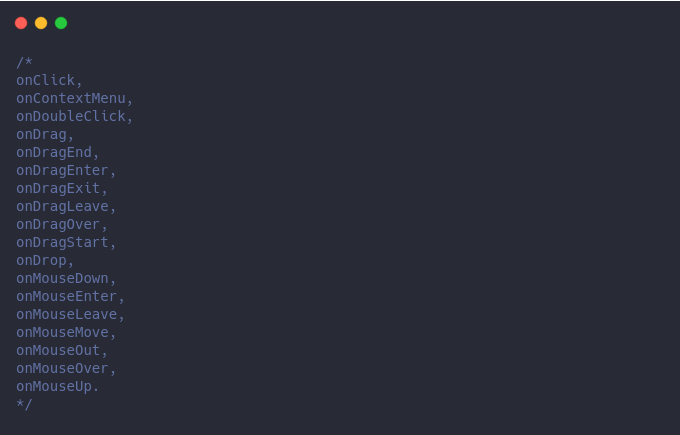 /*
onClick,
onContextMenu,
onDoubleClick,
onDrag,
onDragEnd,
onDragEnter,
onDragExit,
onDragLeave,
onDragOver,
onDragStart,
onDrop,
onMouseDown,
onMouseEnter,
onMouseLeave,
onMouseMove,
onMouseOut,
onMouseOver,
onMouseUp.
*/